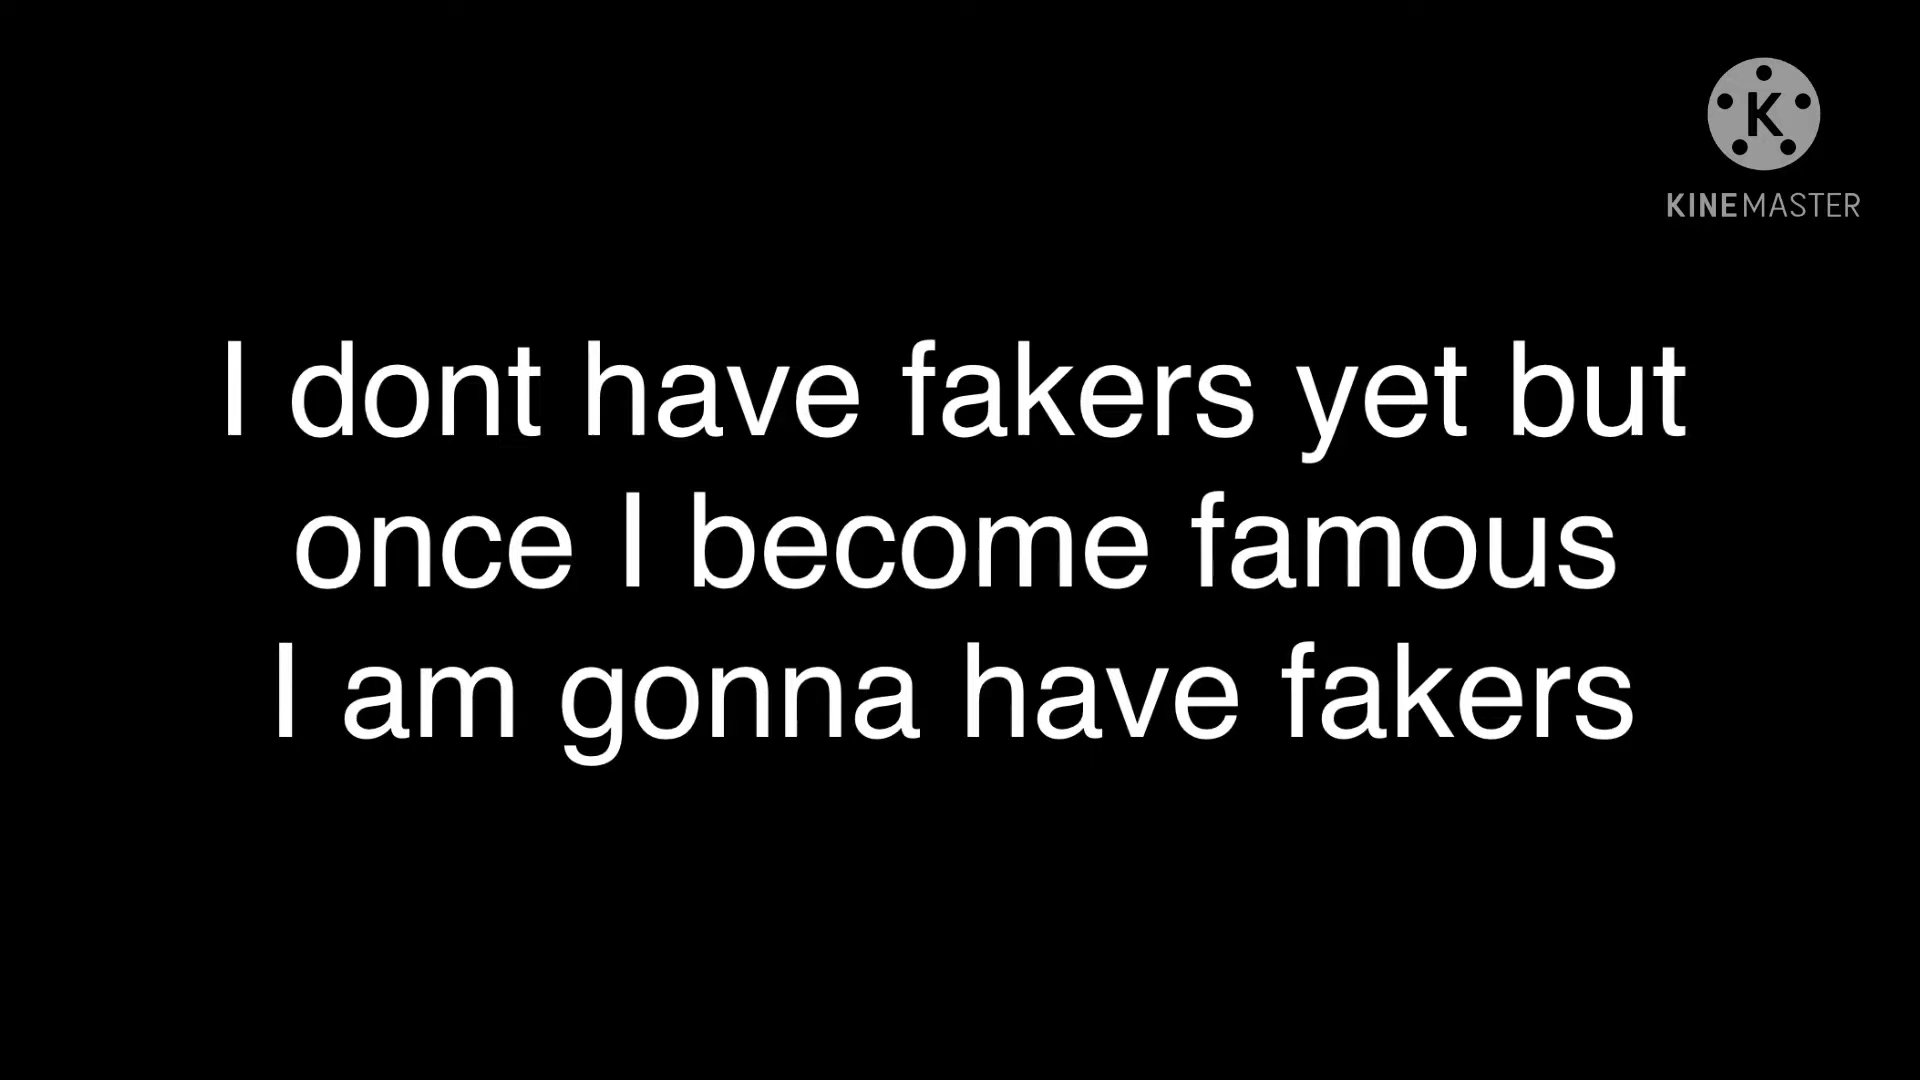 K
KINEMASTER
I dont have fakers yet but
once I become famous
I am gonna have fakers